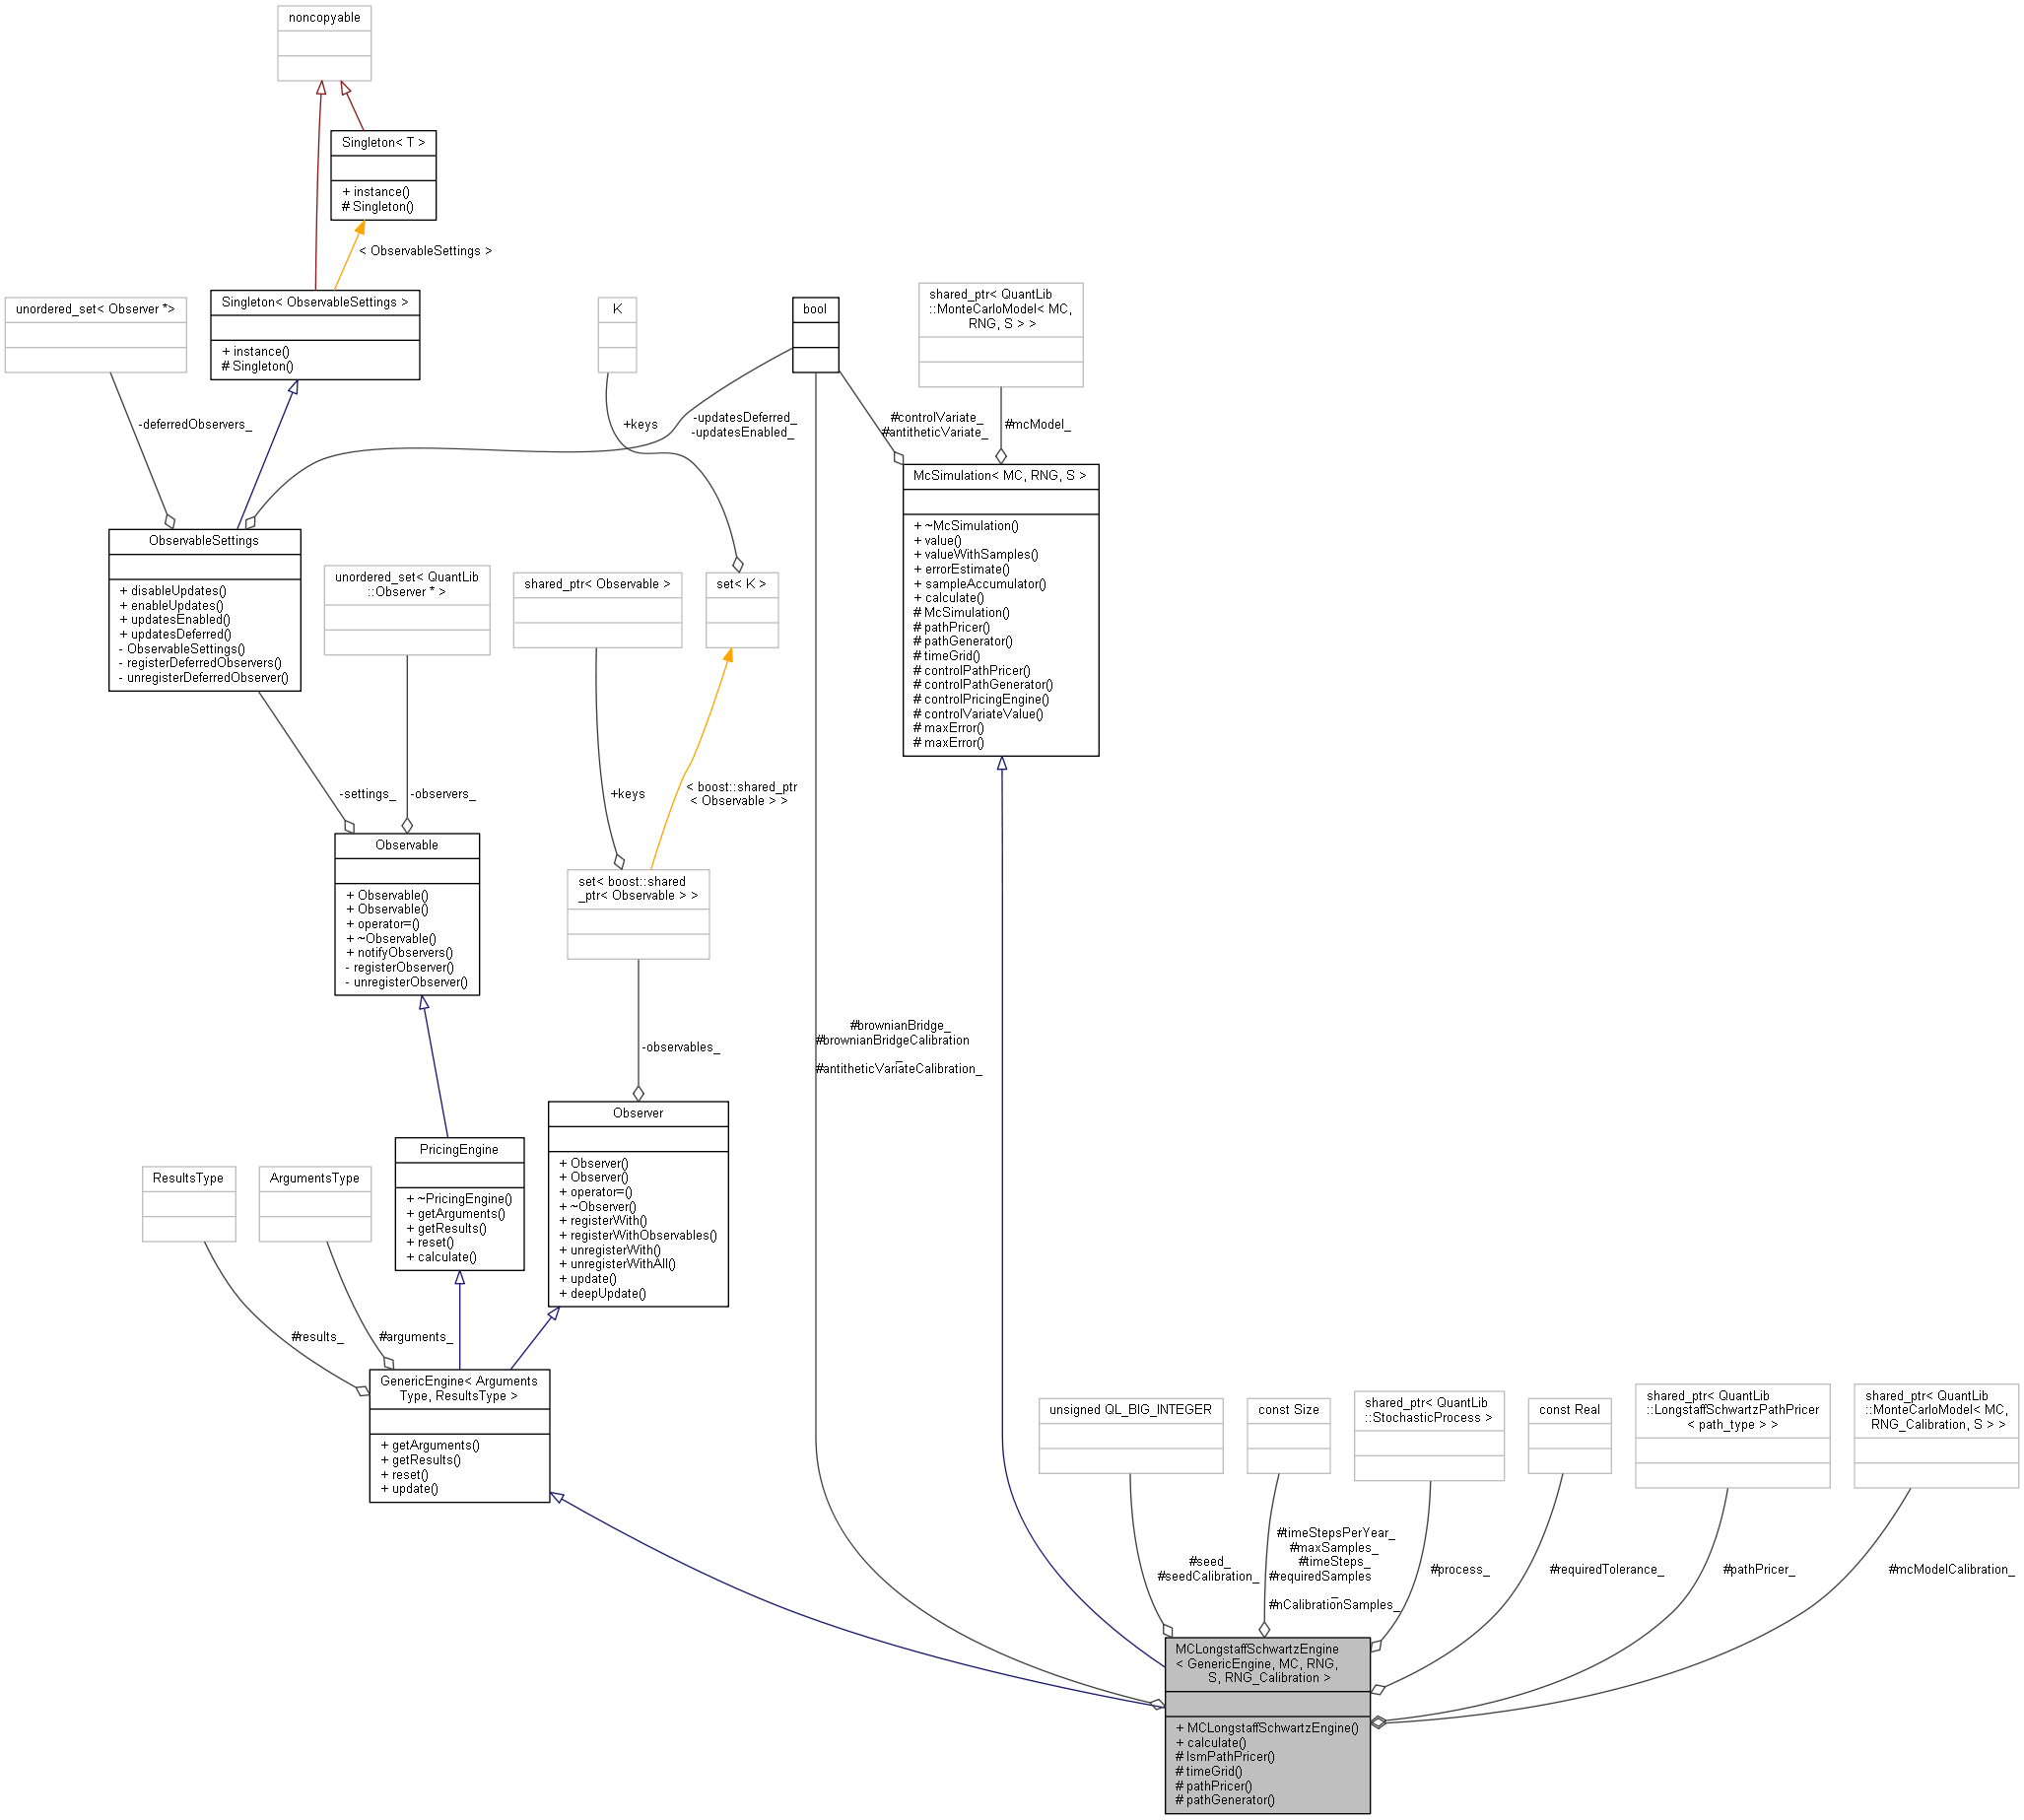 noncopyable
Singleton< T >
+ instance()
# Singleton()
< ObservableSettings >
unordered_set< Observer *>
Singleton< ObservableSettings >
+ instance()
# Singleton()
K
bool
shared_ptr< QuantLib
::MonteCarloModel< MC,
RNG, S > >
-deferredObservers_
+keys
-updatesDeferred_
-updatesEnabled_
#controlVariate_
#antitheticVariate_
#mcModel_
ObservableSettings
+ disableUpdates()
+ enableUpdates()
+ updatesEnabled()
+ updatesDeferred()
- ObservableSettings()
- registerDeferredObservers()
- unregisterDeferredObserver()
unordered_set< QuantLib
::Observer * >
shared_ptr< Observable >
set< K >
McSimulation< MC, RNG, S >
+ ~McSimulation()
+ value()
+ valueWithSamples()
+ errorEstimate()
+ sampleAccumulator()
+ calculate()
# McSimulation()
# pathPricer()
# pathGenerator()
# timeGrid()
# controlPathPricer()
# controlPathGenerator()
# controlPricingEngine()
# controlVariateValue()
# maxError()
# maxError()
-settings_
-observers_
+keys
< boost::shared_ptr
< Observable > >
Observable
+ Observable()
+ Observable()
+ operator=()
+ ~Observable()
+ notifyObservers()
- registerObserver()
- unregisterObserver()
set< boost::shared
_ptr< Observable > >
-observables_
#brownianBridge_
#brownianBridgeCalibration
_
#antitheticVariateCalibration_
PricingEngine
+ ~PricingEngine()
+ getArguments()
+ getResults()
+ reset()
+ calculate()
Observer
+ Observer()
+ Observer()
+ operator=()
+ ~Observer()
+ registerWith()
+ registerWithObservables()
+ unregisterWith()
+ unregisterWithAll()
+ update()
+ deepUpdate()
ResultsType
ArgumentsType
#results_
#arguments_
GenericEngine< Arguments
Type, ResultsType >
+ getArguments()
+ getResults()
+ reset()
+ update()
unsigned QL_BIG_INTEGER
const Size
shared_ptr< QuantLib
::StochasticProcess >
const Real
shared_ptr< QuantLib
::LongstaffSchwartzPathPricer
< path_type > >
shared_ptr< QuantLib
::MonteCarloModel< MC,
RNG_Calibration, S > >
#seed_
#seedCalibration_
#timeStepsPerYear_
#maxSamples_
#timeSteps_
#requiredSamples
_
#nCalibrationSamples_
#process_
#requiredTolerance_
#pathPricer_
#mcModelCalibration_
MCLongstaffSchwartzEngine
< GenericEngine, MC, RNG,
S, RNG_Calibration >
+ MCLongstaffSchwartzEngine()
+ calculate()
# lsmPathPricer()
# timeGrid()
# pathPricer()
# pathGenerator()